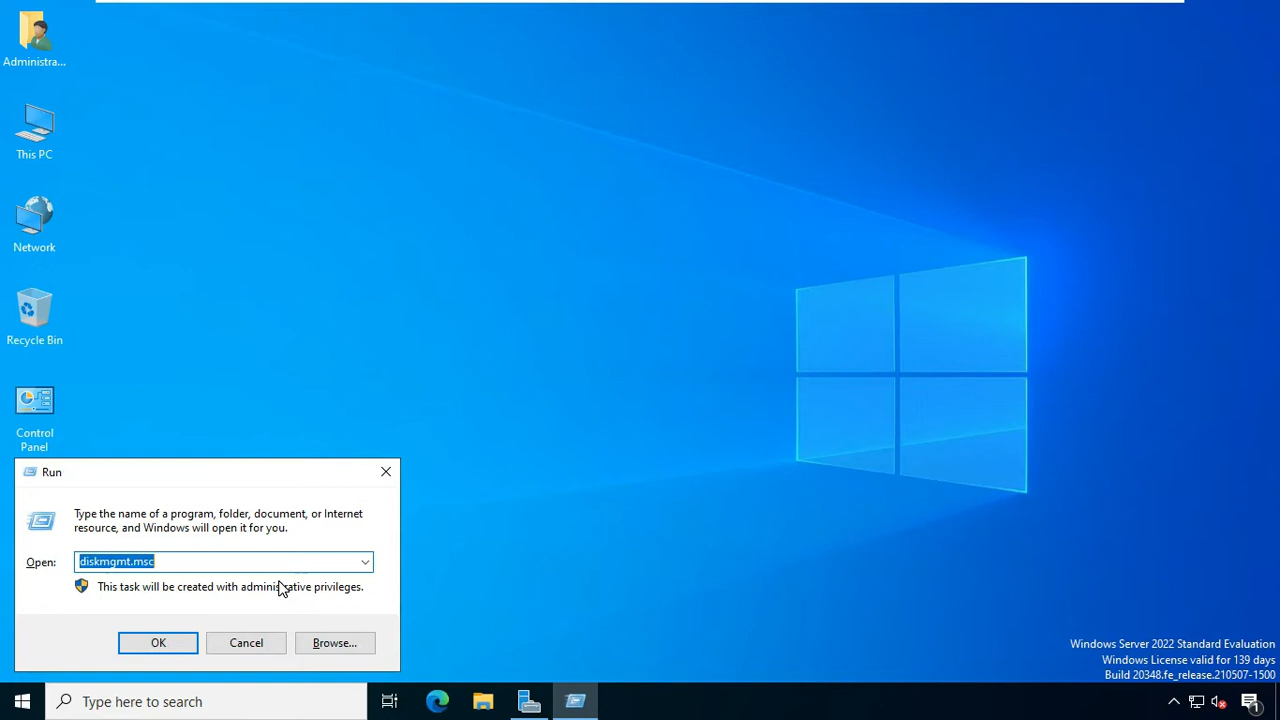 Administra...
This PC
Network
Recycle Bin
Control
Panel
Run
Type the name of a program, folder, document, or Internet
resource, and Windows will open it for you.
Open:
diskmgmt.msc
This task will be created with administrative privileges.
OK
Cancel
Browse...
Windows Server 2022 Standard Evaluation
Windows License valid for 139 days
Build 20348.fe_release.210507-1500
Type here to search
1